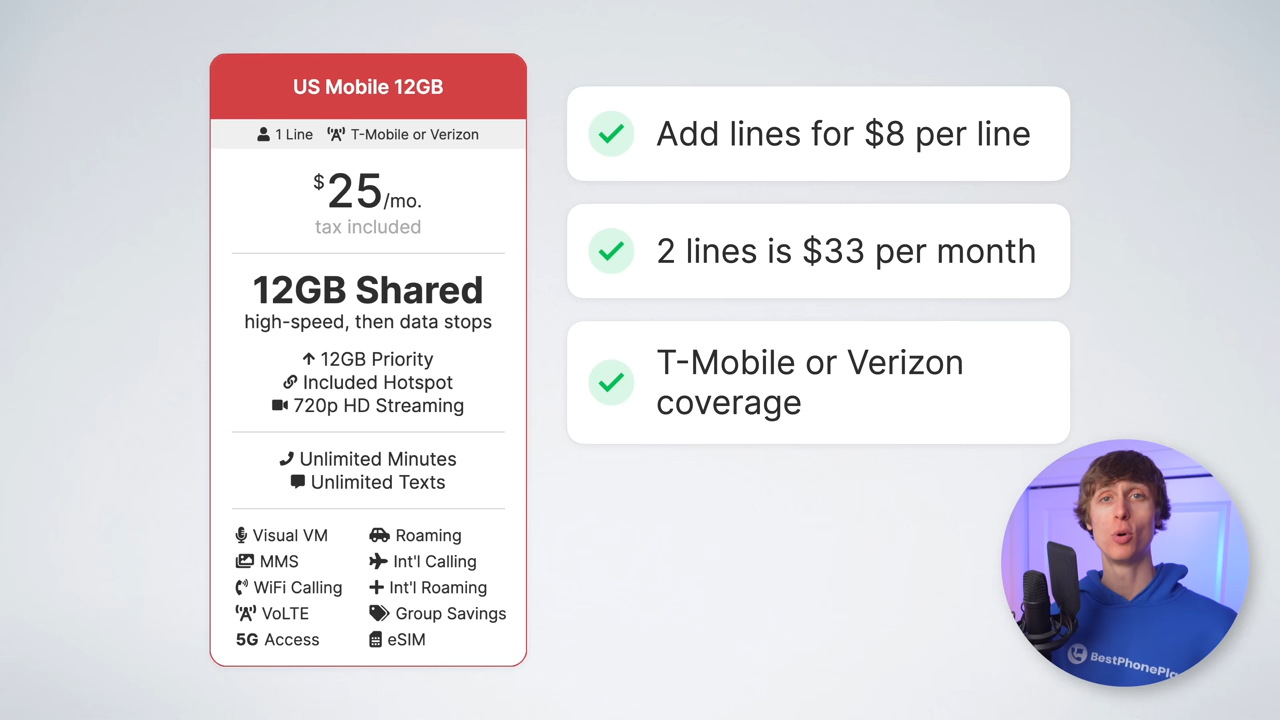 US Mobile 12GB
1 Line T-Mobile or Verizon
$25/mo.
tax included
12GB Shared
high-speed, then data stops
12GB Priority
Included Hotspot
720p HD Streaming
Unlimited Minutes
Unlimited Texts
Visual VM Roaming
MMS Int'l Calling
WiFi Calling Int'l Roaming
VoLTE Group Savings
5G Access eSIM
Add lines for $8 per line
2 lines is $33 per month
T-Mobile or Verizon
coverage